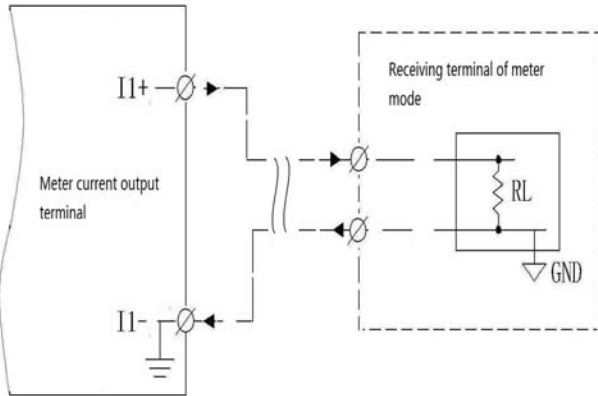 I1+
Receiving terminal of meter
mode
Meter current output
terminal
RL
GND
I1-